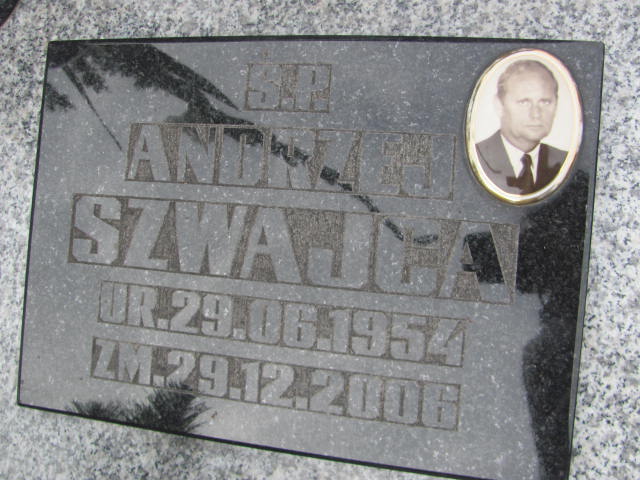 Ś.P.
ANDRZEJ
SZWAJCA
UR.29.06.1954
ZM.29.12.2006